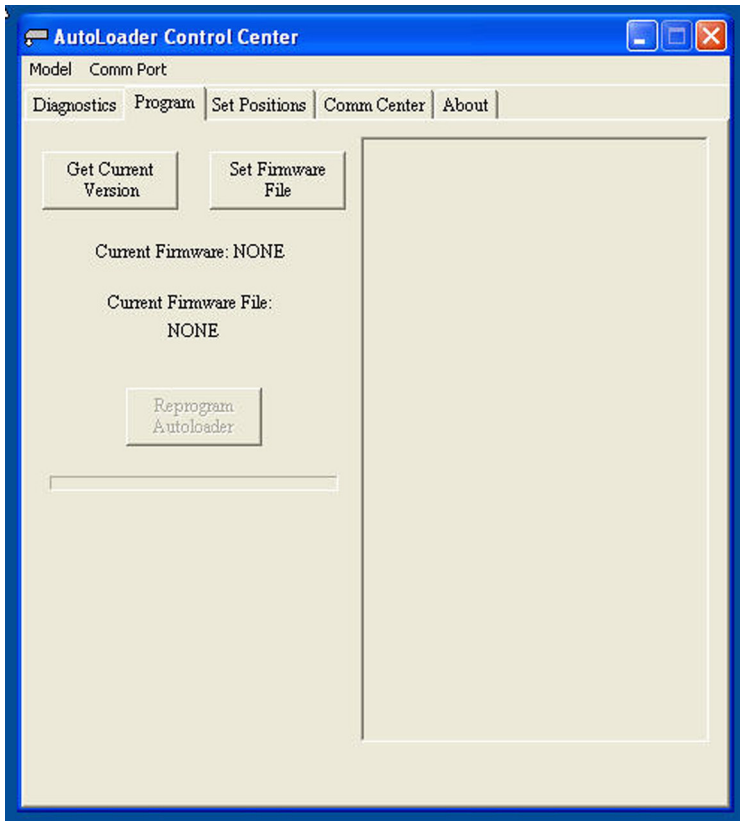 AutoLoader Control Center
Model Comm Port
Diagnostics Program Set Positions Comm Center About
Get Current
Version
Set Firmware
File
Current Firmware: NONE
Current Firmware File:
NONE
Reprogram
Autoloader